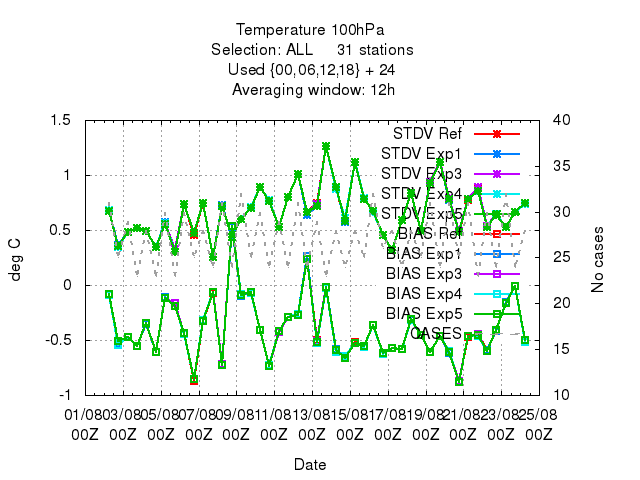 Temperature 100hPa
Selection: ALL     31 stations
Used {00,06,12,18} + 24
Averaging window: 12h
1.5
1
0.5
0
-0.5
-1
40
35
30
25
20
15
10
deg C
No cases
STDV Ref
STDV Exp1
STDV Exp3
STDV Exp4
STDV Exp5
BIAS Ref
BIAS Exp1
BIAS Exp3
BIAS Exp4
BIAS Exp5
CASES
01/08 03/08 05/08 07/08 09/08 11/08 13/08 15/08 17/08 19/08 21/08 23/08 25/08
00Z 00Z 00Z 00Z 00Z 00Z 00Z 00Z 00Z 00Z 00Z 00Z 00Z
Date